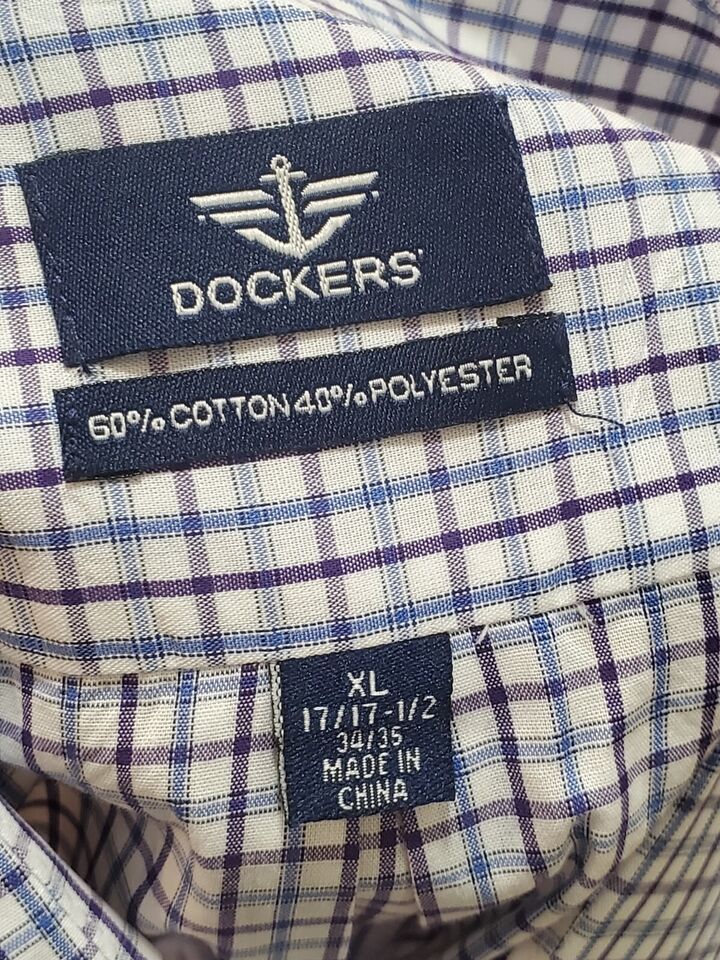 DOCKERS
60% COTTON 40% POLYESTER
XL
17/17-1/2
34/35
MADE IN
CHINA